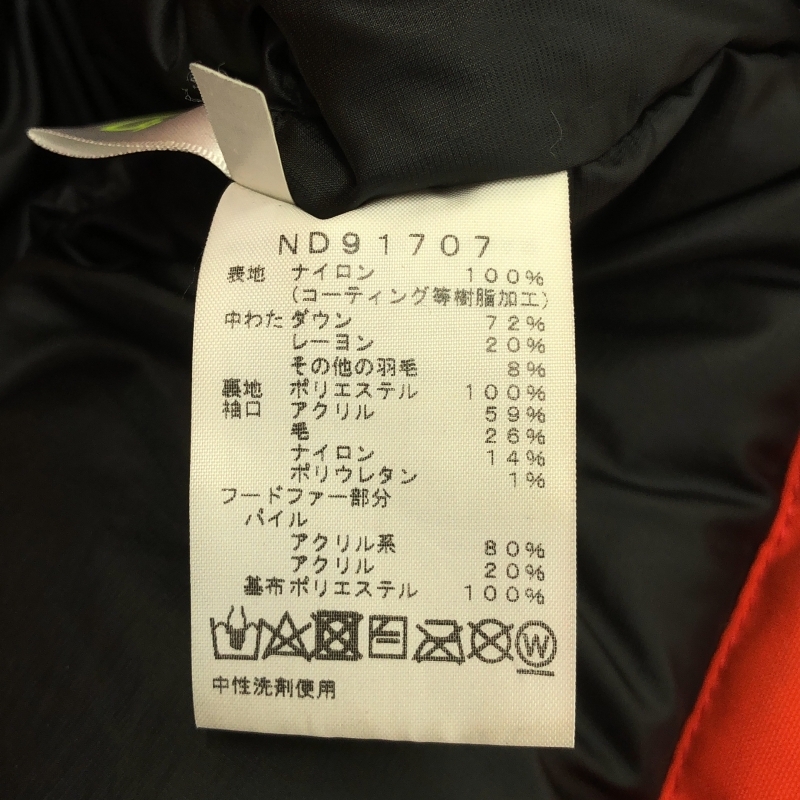 ND91707
表地 ナイロン 100%
(コーティング等樹脂加工)
中わた ダウン 72%
レーヨン 20%
その他の羽毛 8%
裏地 ポリエステル 100%
袖口 アクリル 59%
毛 26%
ナイロン 14%
ポリウレタン 1%
フードファー部分
パイル
アクリル系 80%
アクリル 20%
基布 ポリエステル 100%
W
中性洗剤使用